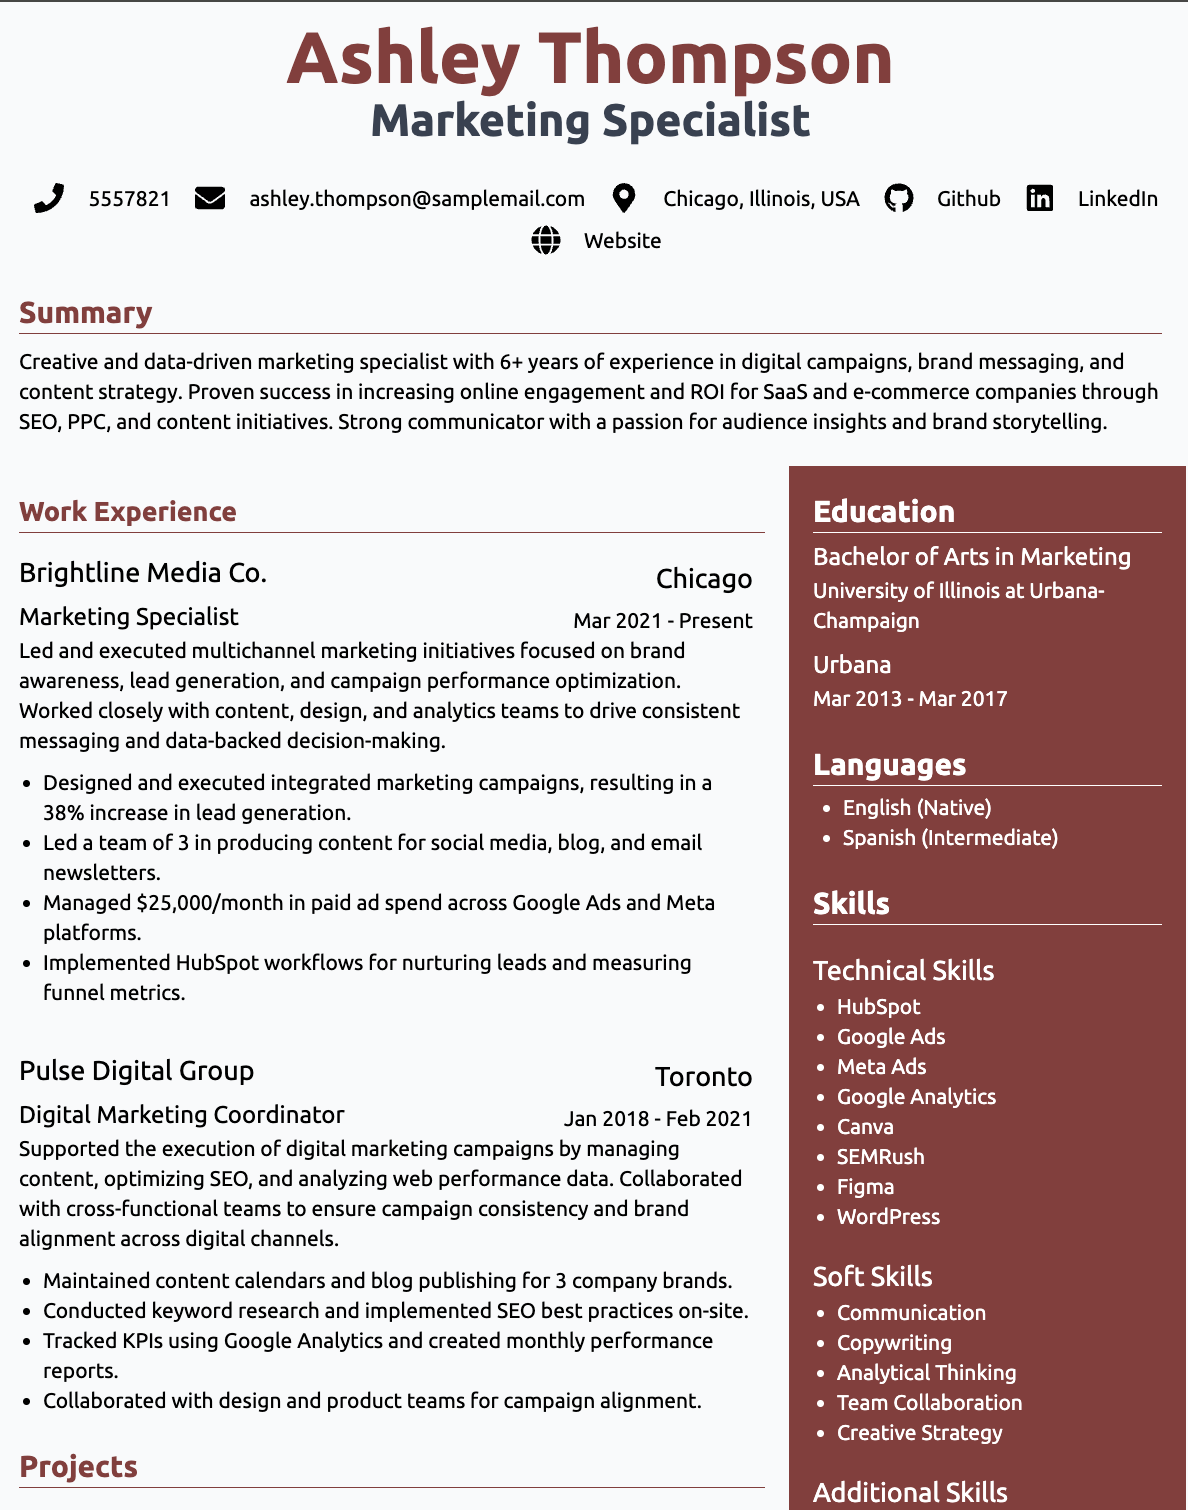 Ashley Thompson
Marketing Specialist
5557821 ashley.thompson@samplemail.com Chicago, Illinois, USA Github LinkedIn
Website
Summary
Creative and data-driven marketing specialist with 6+ years of experience in digital campaigns, brand messaging, and
content strategy. Proven success in increasing online engagement and ROI for SaaS and e-commerce companies through
SEO, PPC, and content initiatives. Strong communicator with a passion for audience insights and brand storytelling.
Work Experience
Brightline Media Co.
Chicago
Marketing Specialist
Mar 2021 - Present
Led and executed multichannel marketing initiatives focused on brand
awareness, lead generation, and campaign performance optimization.
Worked closely with content, design, and analytics teams to drive consistent
messaging and data-backed decision-making.
• Designed and executed integrated marketing campaigns, resulting in a
38% increase in lead generation.
• Led a team of 3 in producing content for social media, blog, and email
newsletters.
• Managed $25,000/month in paid ad spend across Google Ads and Meta
platforms.
• Implemented HubSpot workflows for nurturing leads and measuring
funnel metrics.
Pulse Digital Group
Toronto
Digital Marketing Coordinator
Jan 2018 - Feb 2021
Supported the execution of digital marketing campaigns by managing
content, optimizing SEO, and analyzing web performance data. Collaborated
with cross-functional teams to ensure campaign consistency and brand
alignment across digital channels.
• Maintained content calendars and blog publishing for 3 company brands.
• Conducted keyword research and implemented SEO best practices on-site.
• Tracked KPIs using Google Analytics and created monthly performance
reports.
• Collaborated with design and product teams for campaign alignment.
Projects
Education
Bachelor of Arts in Marketing
University of Illinois at Urbana-
Champaign
Urbana
Mar 2013 - Mar 2017
Languages
• English (Native)
• Spanish (Intermediate)
Skills
Technical Skills
• HubSpot
• Google Ads
• Meta Ads
• Google Analytics
• Canva
• SEMRush
• Figma
• WordPress
Soft Skills
• Communication
• Copywriting
• Analytical Thinking
• Team Collaboration
• Creative Strategy
Additional Skills